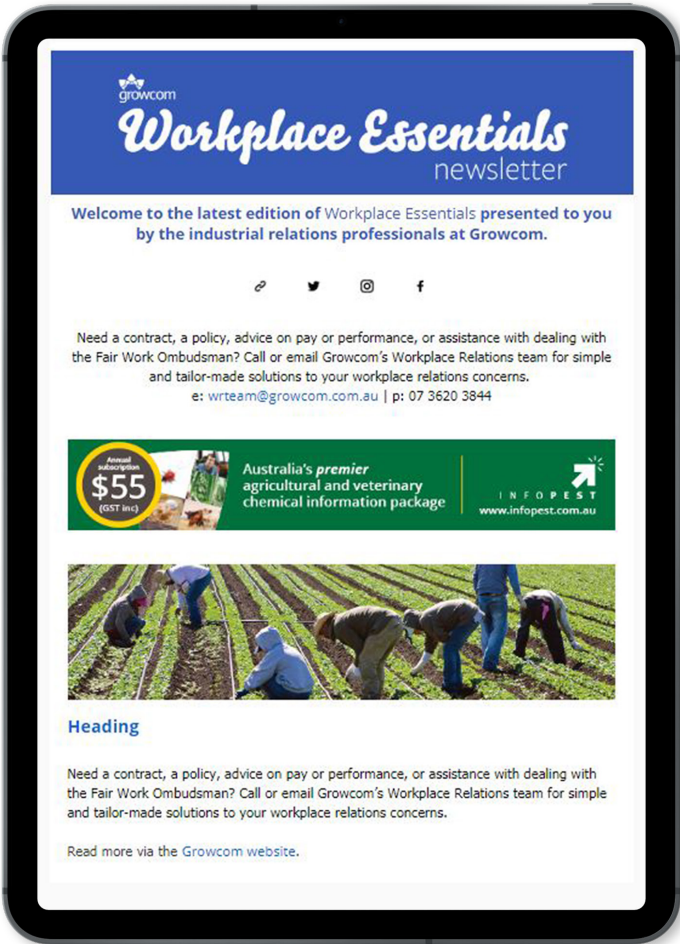 growcom
Workplace Essentials
newsletter
Welcome to the latest edition of Workplace Essentials presented to you
by the industrial relations professionals at Growcom.
Need a contract, a policy, advice on pay or performance, or assistance with dealing with
the Fair Work Ombudsman? Call or email Growcom's Workplace Relations team for simple
and tailor-made solutions to your workplace relations concerns.
e: wrteam@growcom.com.au | p: 07 3620 3844
Annual
subscription
$55
(GST inc)
Australia's premier
agricultural and veterinary
chemical information package
INFOPEST
www.infopest.com.au
Heading
Need a contract, a policy, advice on pay or performance, or assistance with dealing with
the Fair Work Ombudsman? Call or email Growcom's Workplace Relations team for simple
and tailor-made solutions to your workplace relations concerns.
Read more via the Growcom website.